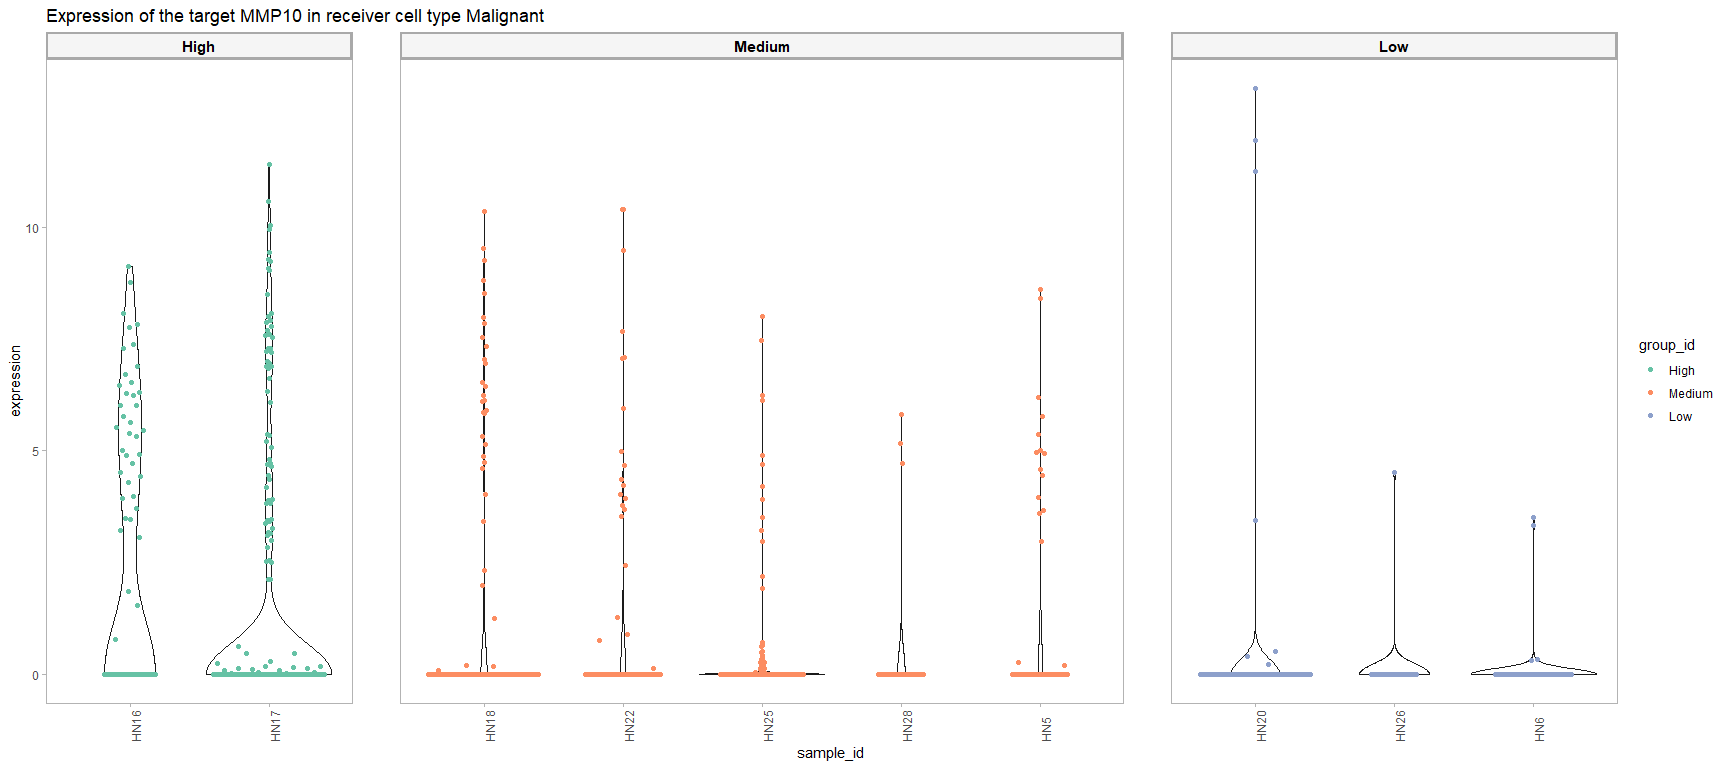 Expression of the target MMP10 in receiver cell type Malignant
High
Medium
Low
10
5
0
expression
HN16
HN17
HN18
HN22
HN25
HN28
HN5
HN20
HN26
HN6
sample_id
group_id
High
Medium
Low